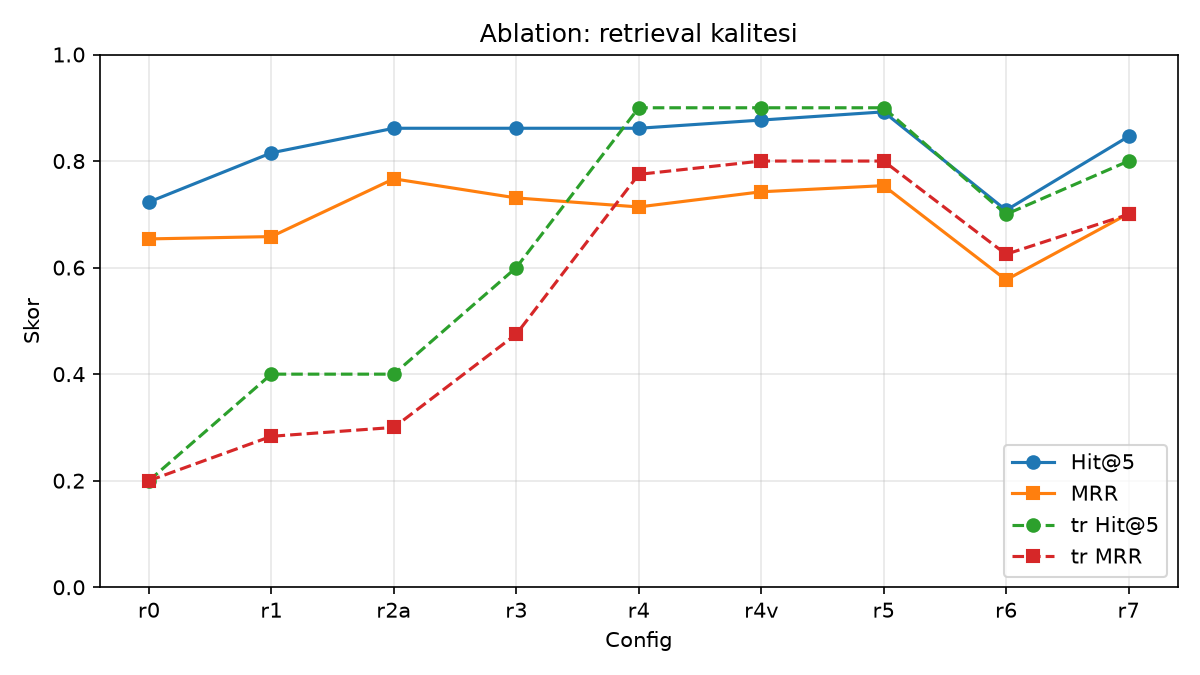 Ablation: retrieval kalitesi
1.0
0.8
0.6
0.4
0.2
0.0
Skor
r0 r1 r2a r3 r4 r4v r5 r6 r7
Config
Hit@5
MRR
tr Hit@5
tr MRR